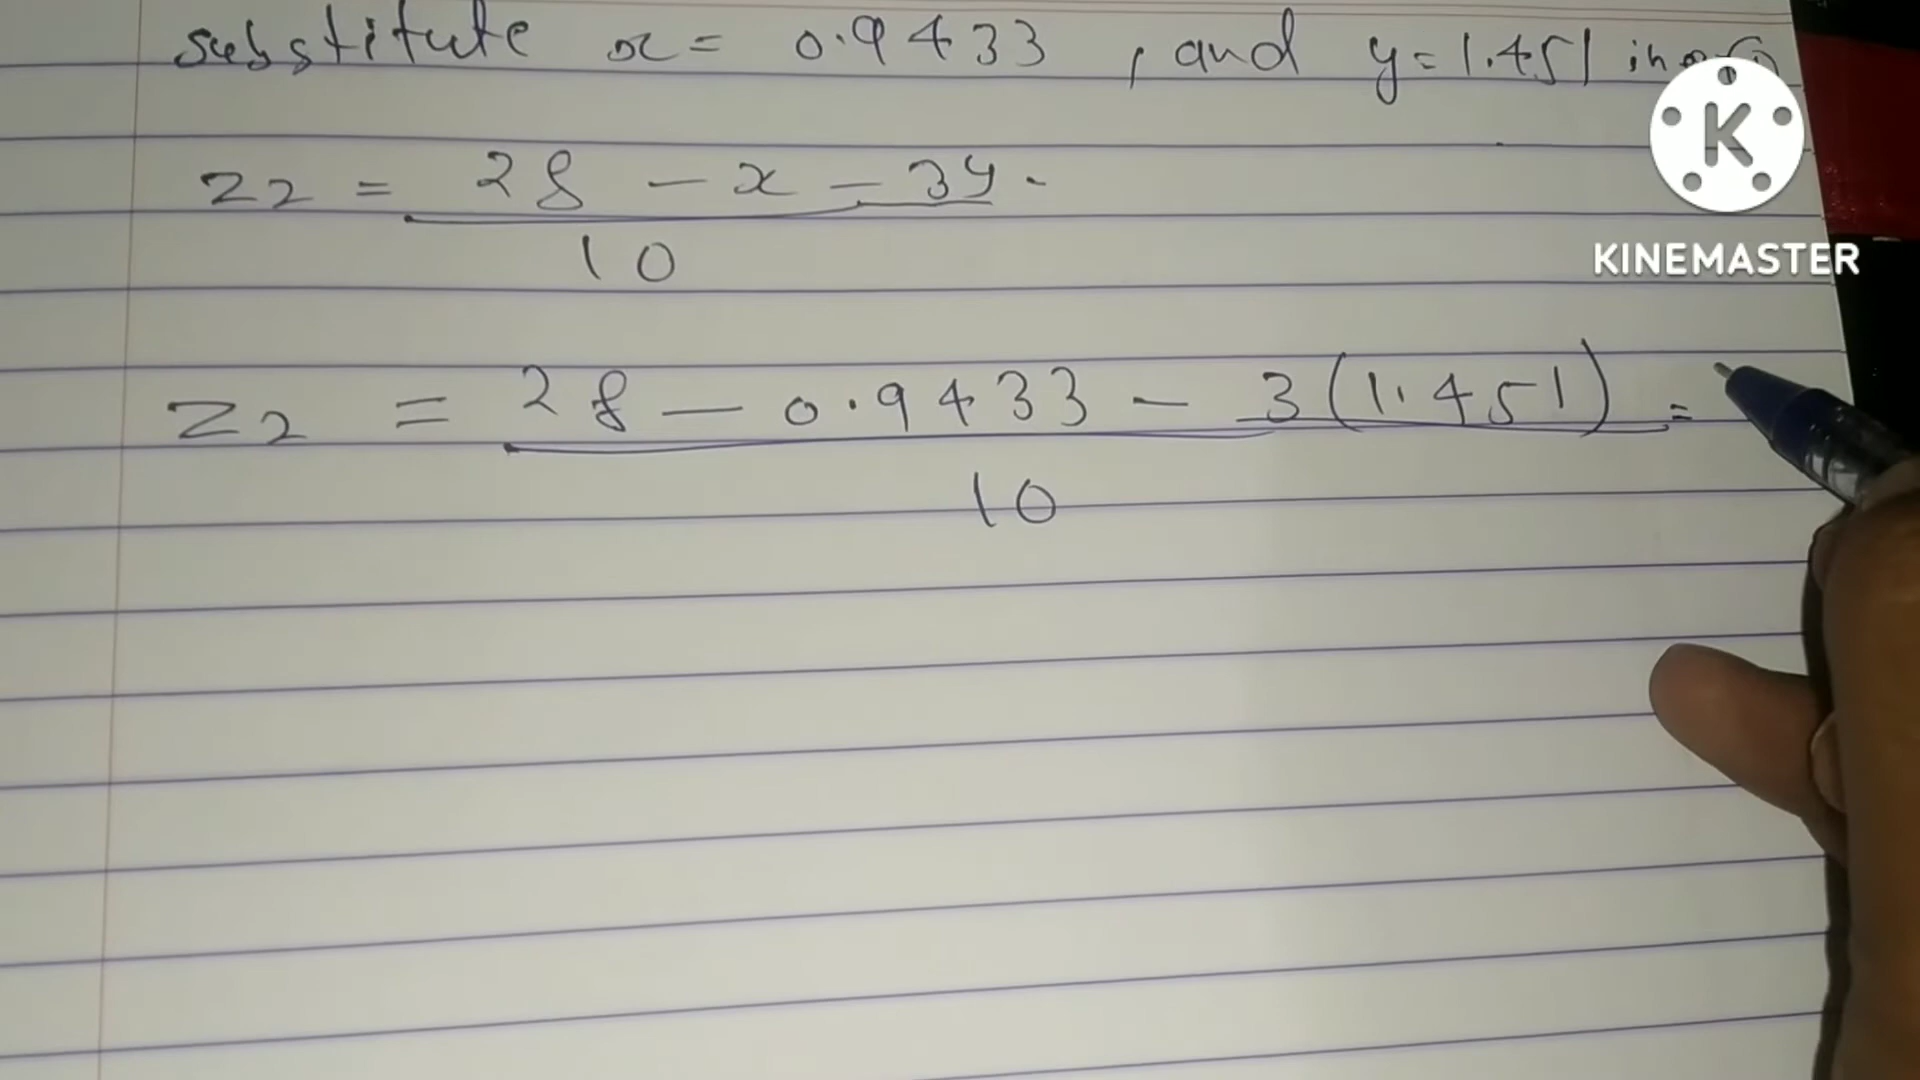 substitute x = 0.9433 , and y = 1.451 in
K
KINEMASTER
z2 = 28 - x - 3y .
10
z2 = 28 - 0.9433 - 3(1.451) =
10